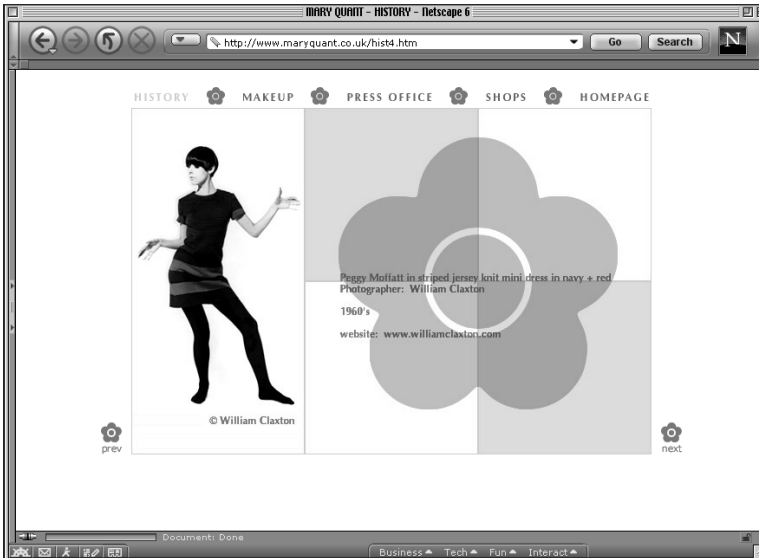 MARY QUANT - HISTORY - Netscape 6
http://www.maryquant.co.uk/hist4.htm
Go
Search
N
HISTORY MAKEUP PRESS OFFICE SHOPS HOMEPAGE
Peggy Moffatt in striped jersey knit mini dress in navy + red
Photographer: William Claxton
1960's
website: www.williamclaxton.com
© William Claxton
prev
next
Document: Done
Business Tech Fun Interact